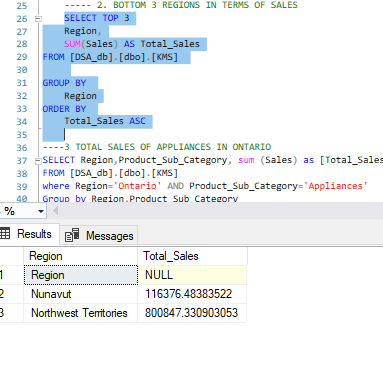 25 ----- 2. BOTTOM 3 REGIONS IN TERMS OF SALES
26 SELECT TOP 3
27 Region,
28 SUM(Sales) AS Total_Sales
29 FROM [DSA_db].[dbo].[KMS]
30
31 GROUP BY
32 Region
33 ORDER BY
34 Total_Sales ASC
35
36 ----3 TOTAL SALES OF APPLIANCES IN ONTARIO
37 SELECT Region,Product_Sub_Category, sum (Sales) as [Total_Sales
38 FROM [DSA_db].[dbo].[KMS]
39 where Region='Ontario' AND Product_Sub_Category='Appliances'
40 Group by Region,Product_Sub_Category
%
Results Messages
Region Total_Sales
1 Region NULL
2 Nunavut 116376.48383522
3 Northwest Territories 800847.330903053